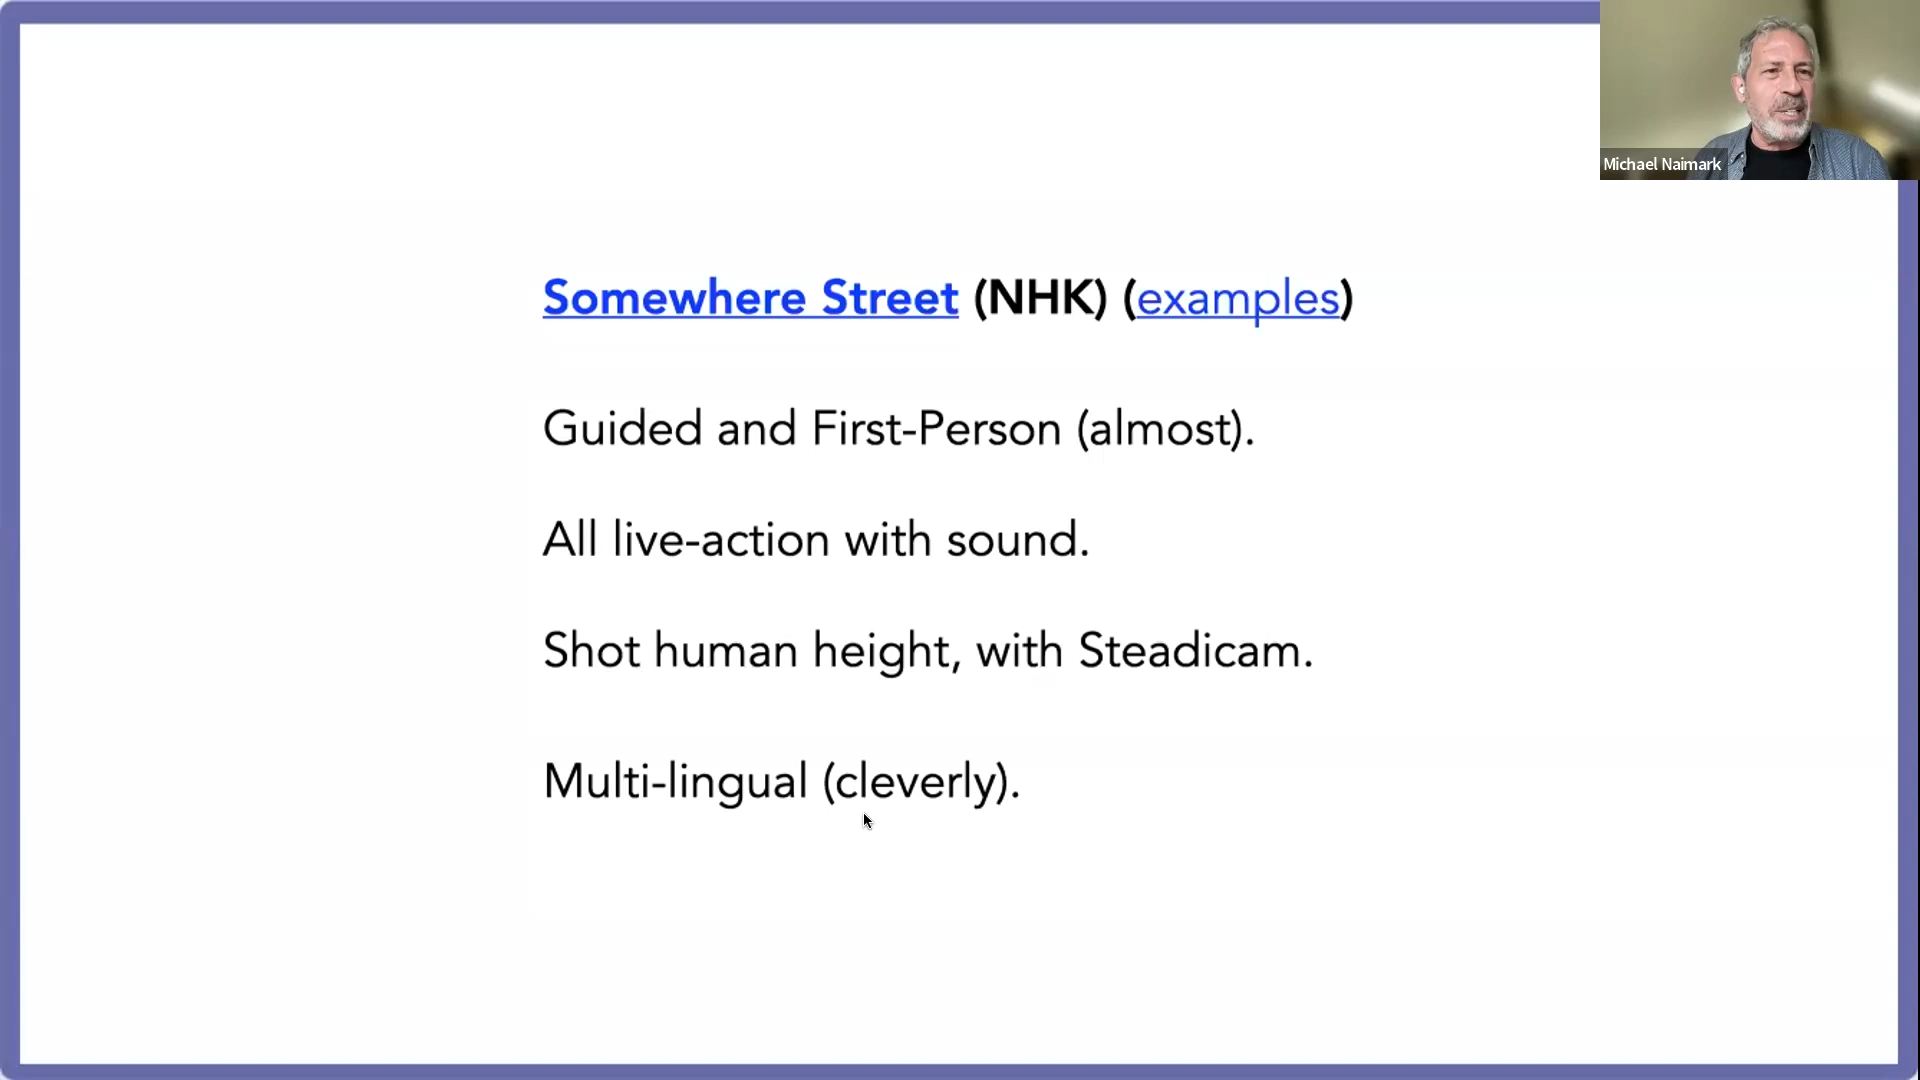 Michael Naimark
Somewhere Street (NHK) (examples)
Guided and First-Person (almost).
All live-action with sound.
Shot human height, with Steadicam.
Multi-lingual (cleverly).